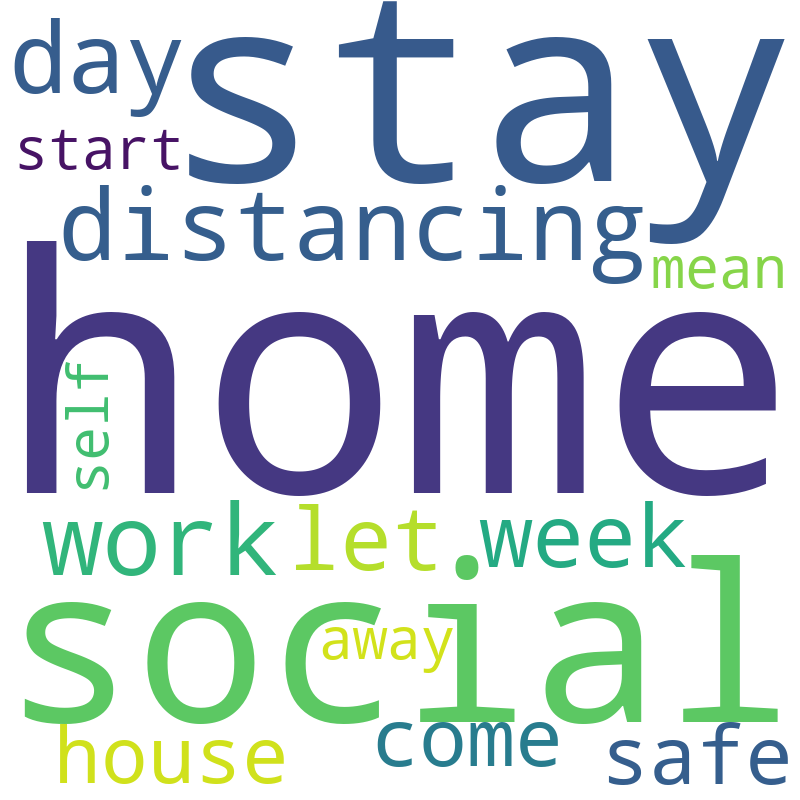 day stay
start
distancing
mean
home
self
work let week
social
away
house come safe